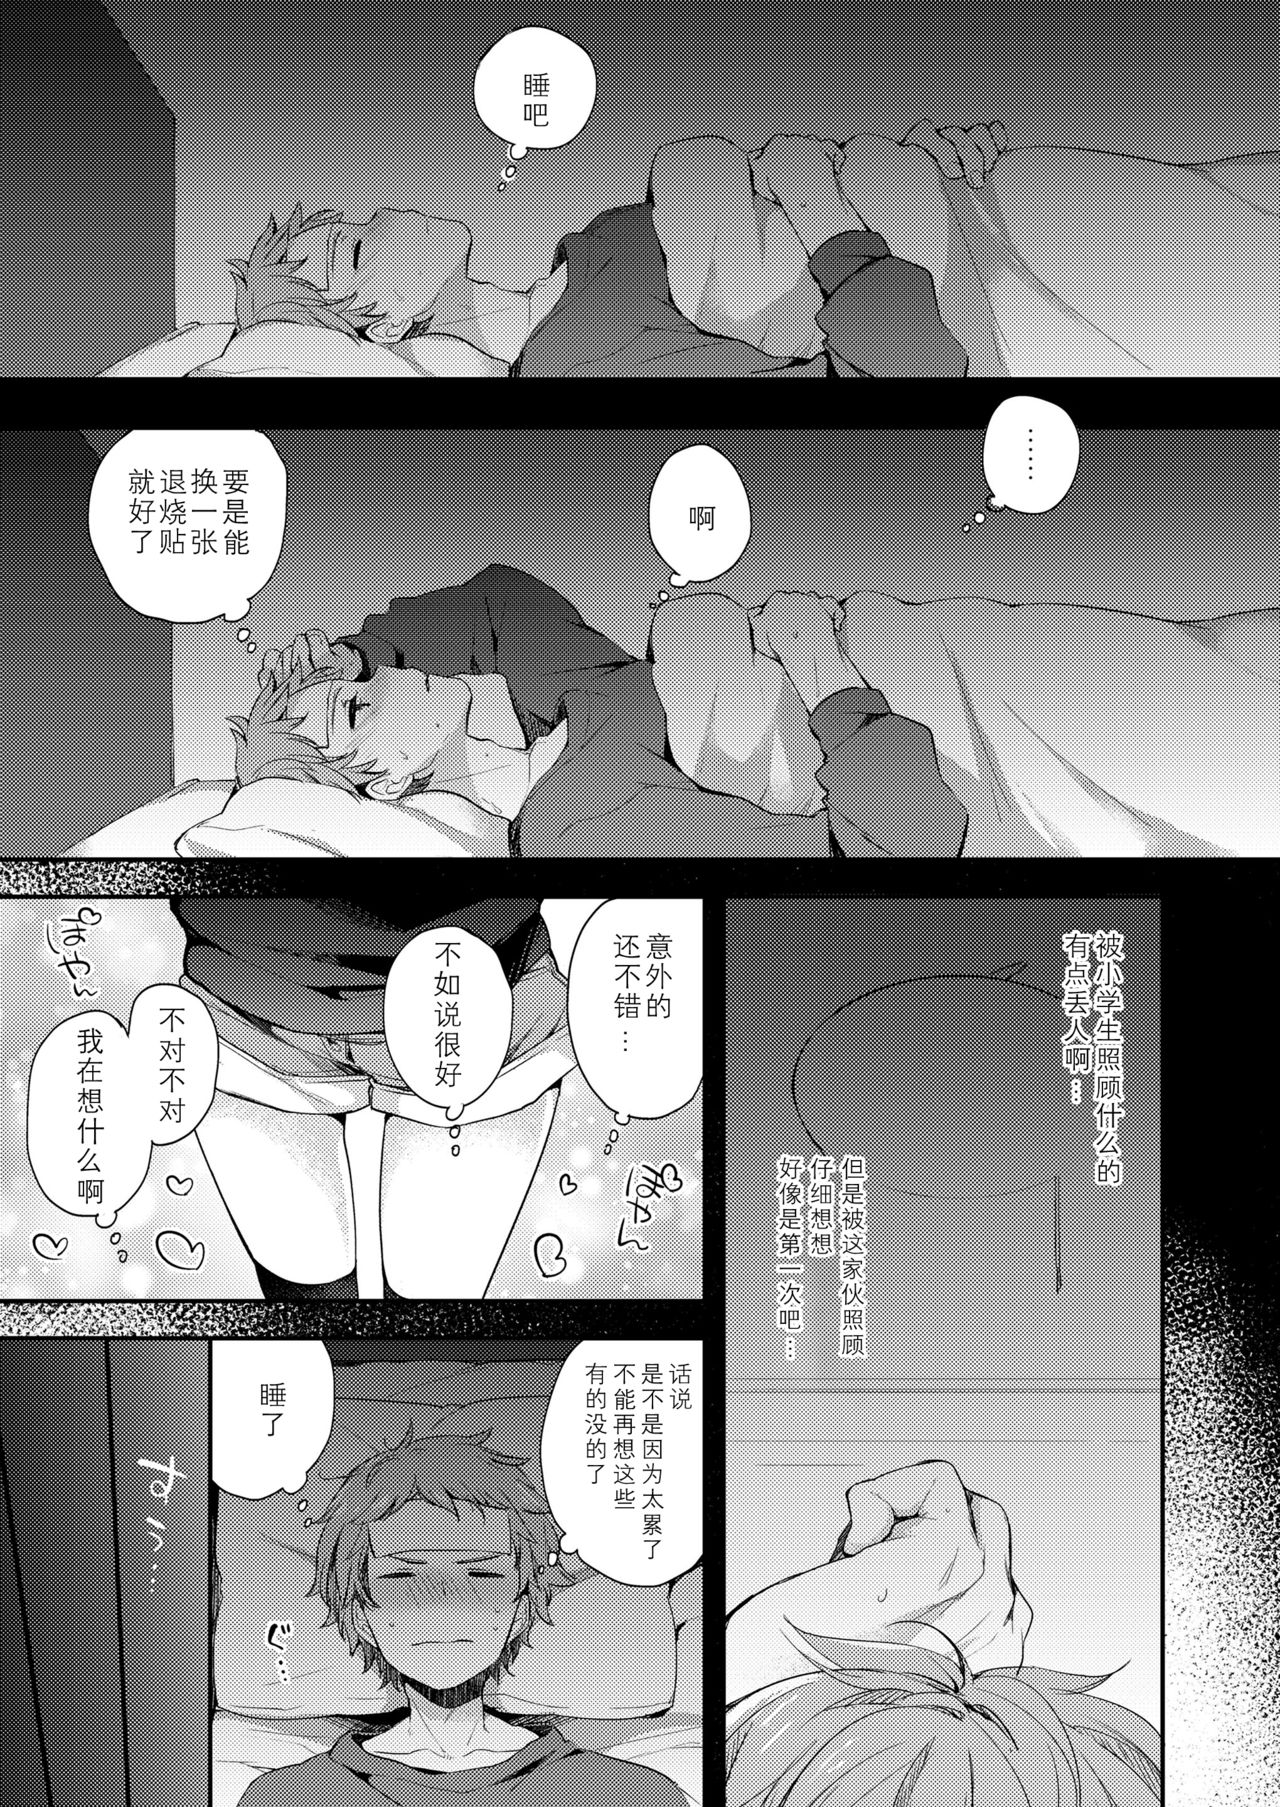 睡吧
……
啊
要是能
换一张
退烧贴
就好了
被小学生照顾什么的
有点丢人啊…
但是被这家伙照顾
仔细想想
好像是第一次吧…
意外的
还不错…
不如说很好
不对不对
我在想什么啊
ぽや〜
話说
是不是因为太累了
不能再想这些
有的没的了
睡了
ぐ…
すぅ……